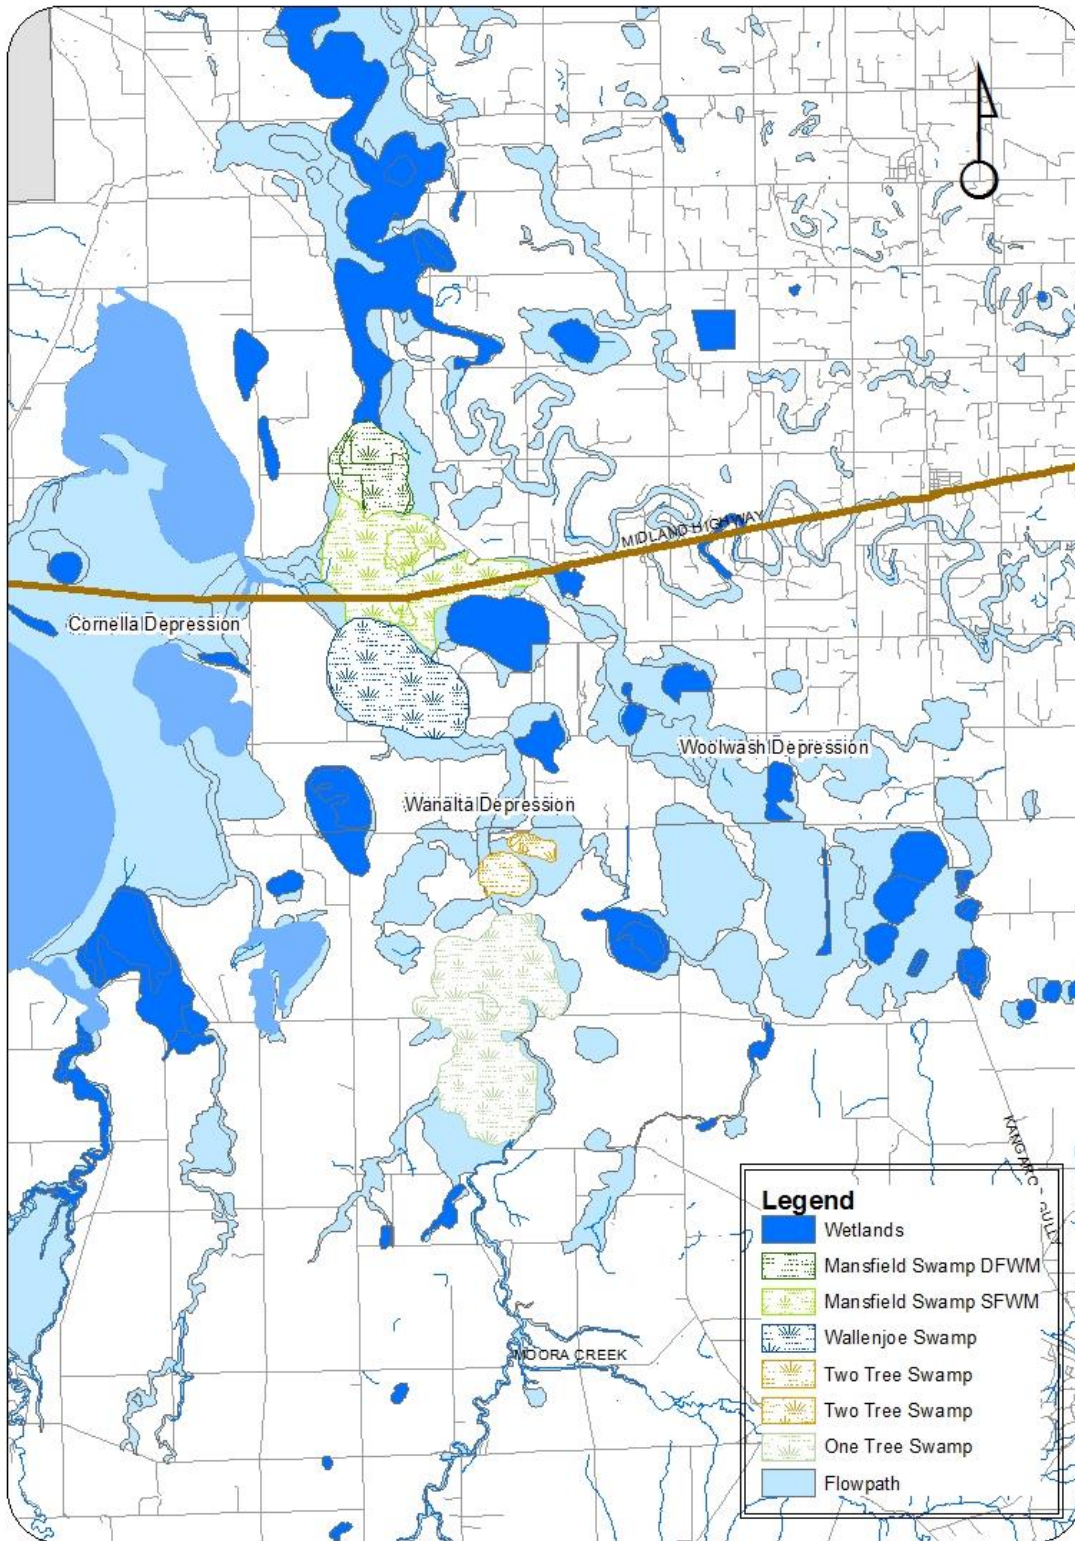 MIDLAND HIGHWAY
Cornella Depression
Woolwash Depression
Wanalta Depression
MOORA CREEK
Legend
Wetlands
Mansfield Swamp DFWM
Mansfield Swamp SFWM
Wallenjoe Swamp
Two Tree Swamp
Two Tree Swamp
One Tree Swamp
Flowpath